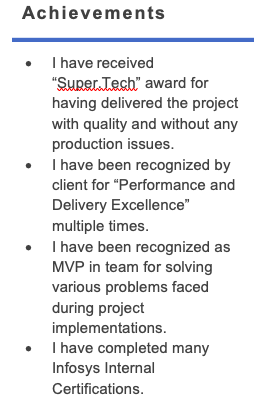 Achievements
• I have received
“Super.Tech” award for
having delivered the project
with quality and without any
production issues.
• I have been recognized by
client for “Performance and
Delivery Excellence”
multiple times.
• I have been recognized as
MVP in team for solving
various problems faced
during project
implementations.
• I have completed many
Infosys Internal
Certifications.